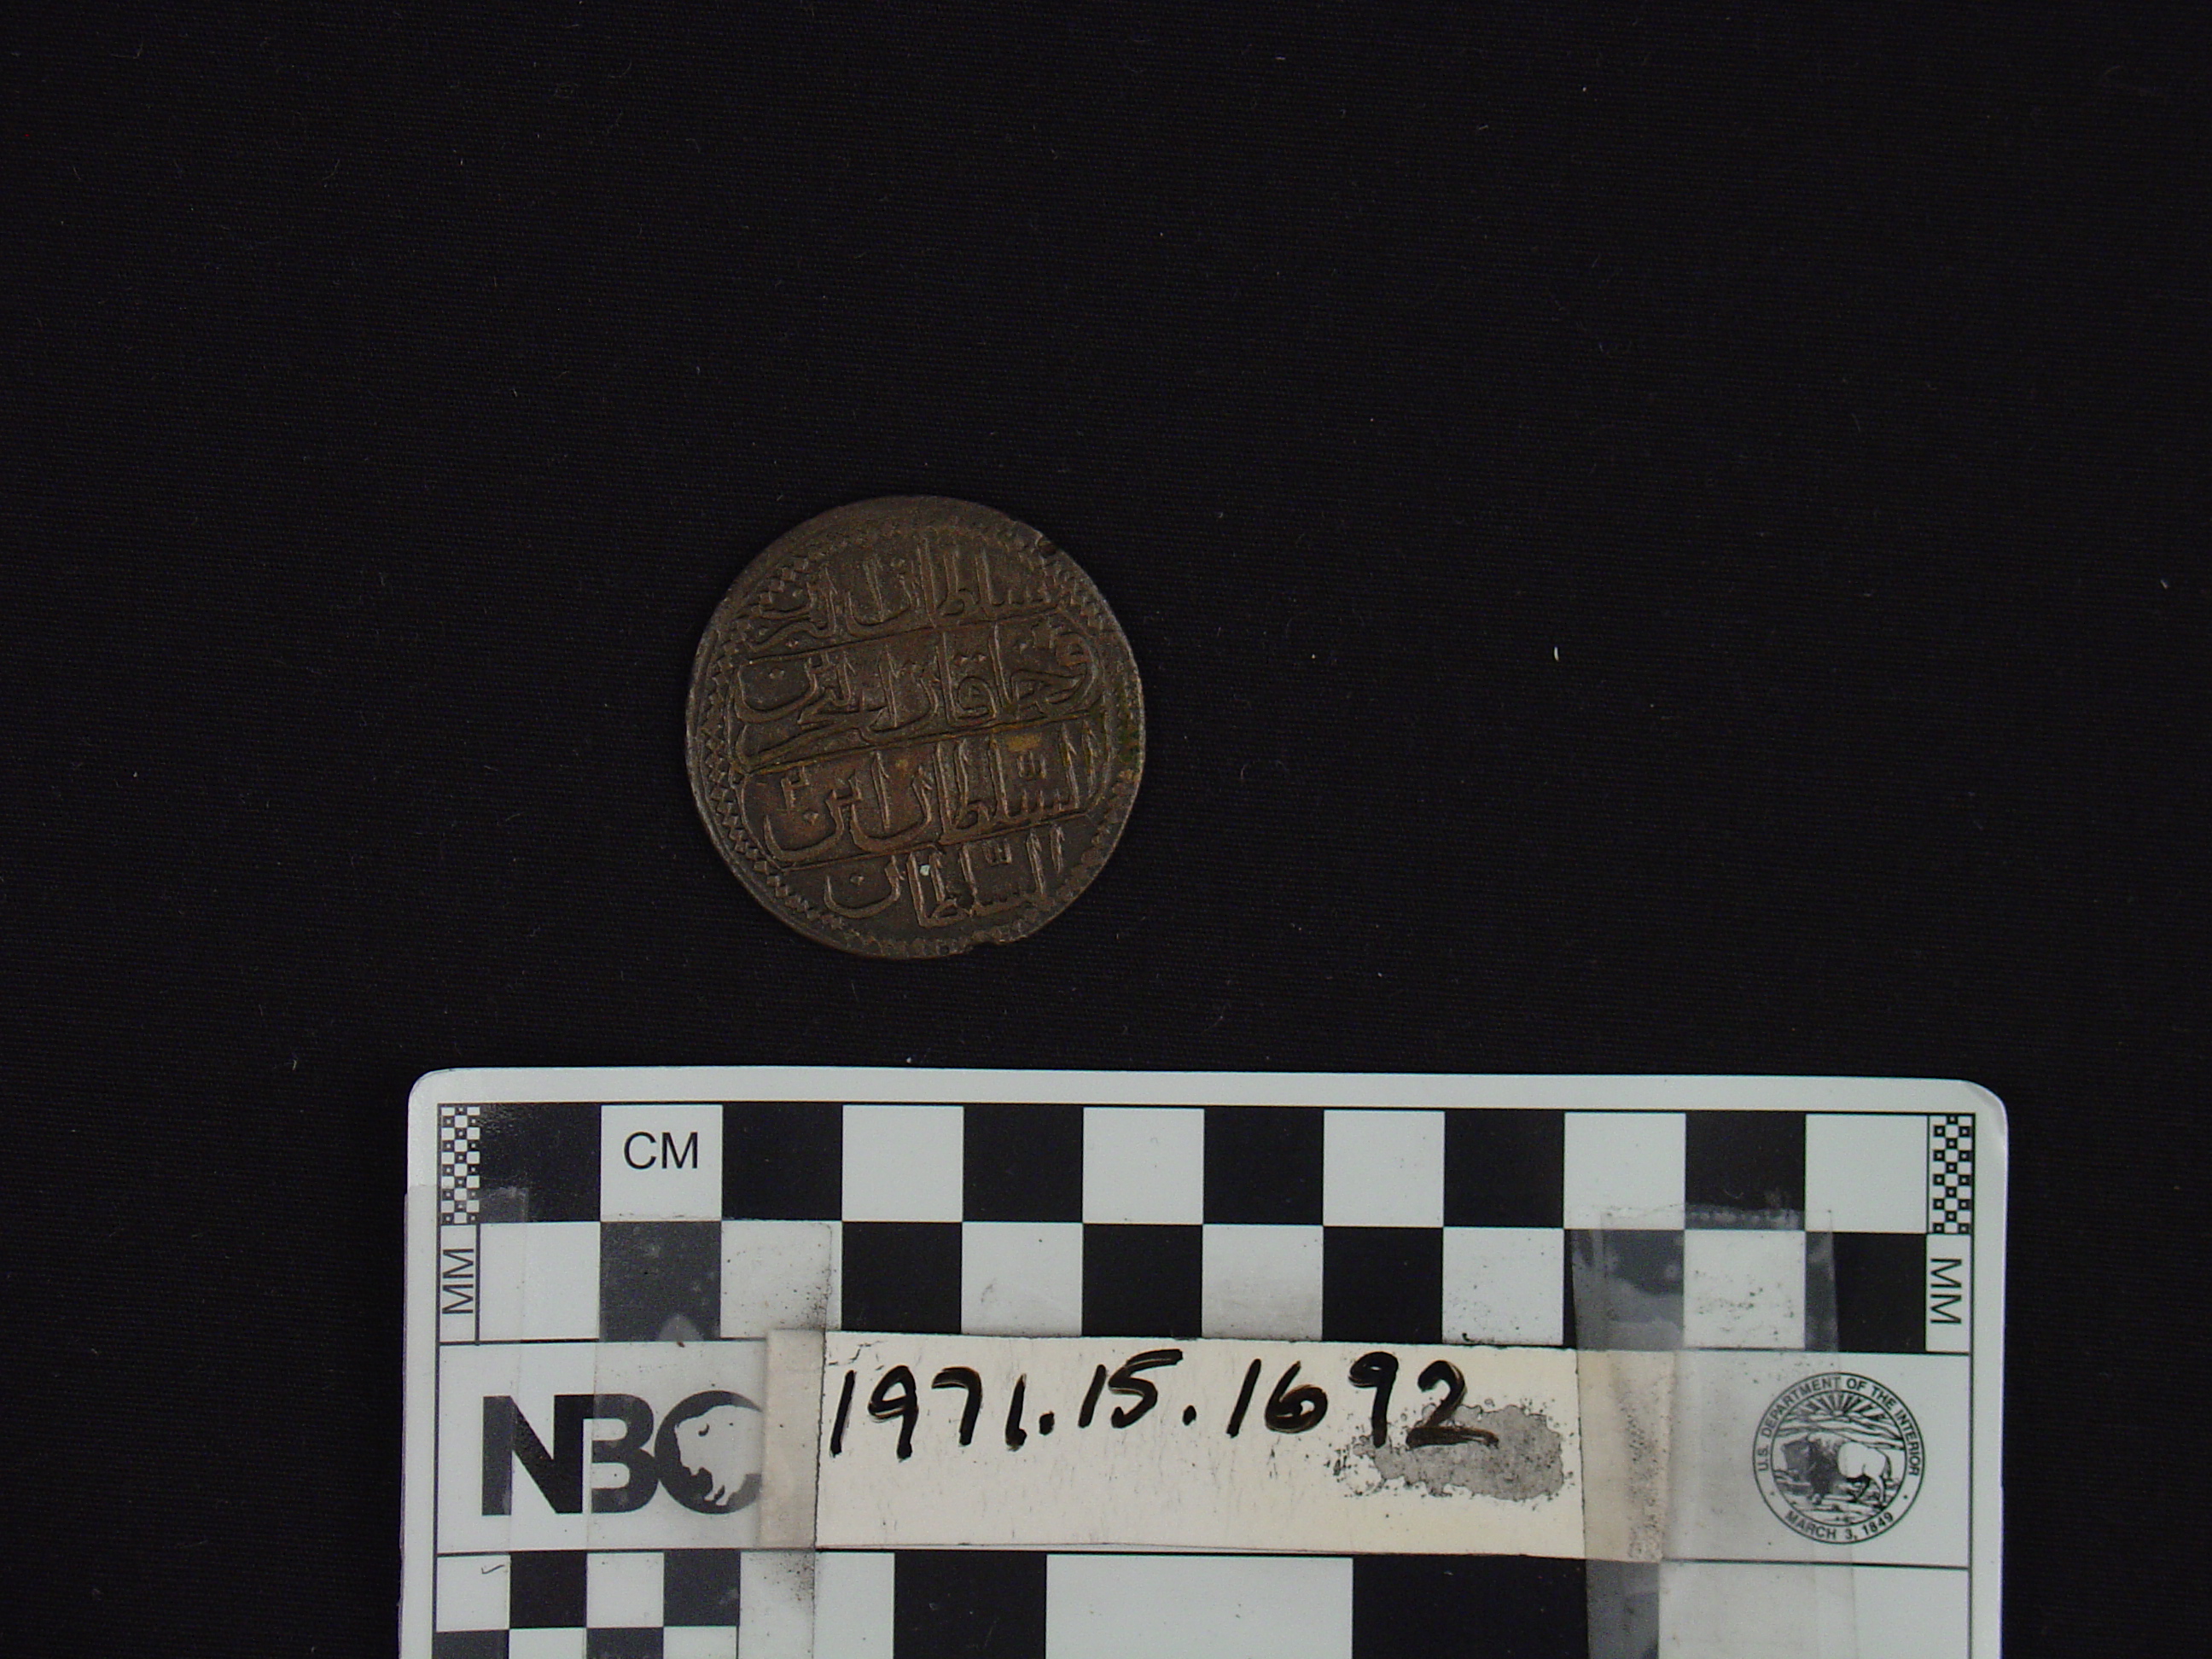 سلطان البرين
وخاقان البحرين
السلطان ابن
السلطان
CM
MM
MM
NBC
1971.15.1692
U.S. DEPARTMENT OF THE INTERIOR
MARCH 3, 1849